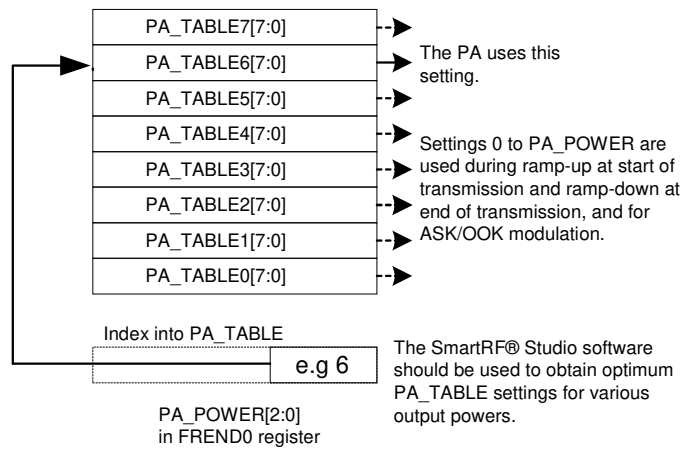 PA_TABLE7[7:0]
PA_TABLE6[7:0]
The PA uses this
setting.
PA_TABLE5[7:0]
PA_TABLE4[7:0]
PA_TABLE3[7:0]
PA_TABLE2[7:0]
PA_TABLE1[7:0]
PA_TABLE0[7:0]
Settings 0 to PA_POWER are
used during ramp-up at start of
transmission and ramp-down at
end of transmission, and for
ASK/OOK modulation.
Index into PA_TABLE
e.g 6
PA_POWER[2:0]
in FREND0 register
The SmartRF® Studio software
should be used to obtain optimum
PA_TABLE settings for various
output powers.